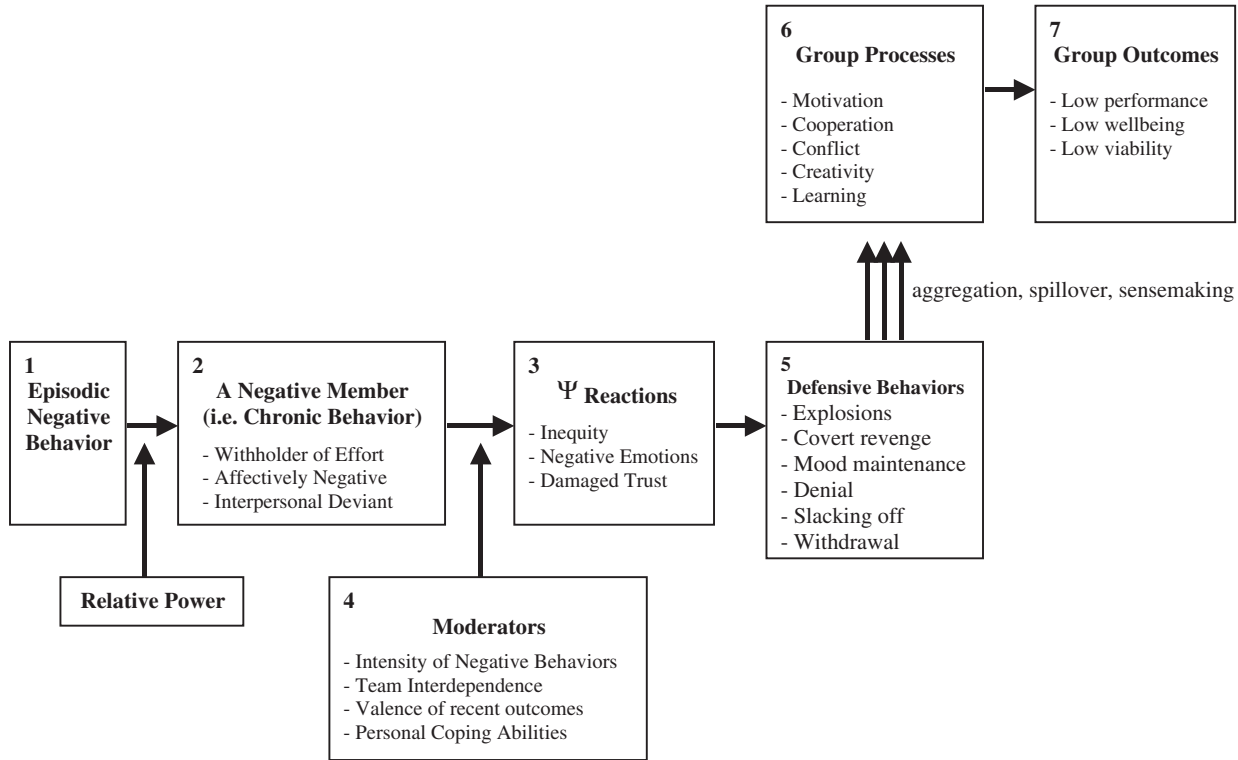 1
Episodic
Negative
Behavior
2
A Negative Member
(i.e. Chronic Behavior)
- Withholder of Effort
- Affectively Negative
- Interpersonal Deviant
Relative Power
3
Ψ Reactions
- Inequity
- Negative Emotions
- Damaged Trust
4
Moderators
- Intensity of Negative Behaviors
- Team Interdependence
- Valence of recent outcomes
- Personal Coping Abilities
5
Defensive Behaviors
- Explosions
- Covert revenge
- Mood maintenance
- Denial
- Slacking off
- Withdrawal
aggregation, spillover, sensemaking
6
Group Processes
- Motivation
- Cooperation
- Conflict
- Creativity
- Learning
7
Group Outcomes
- Low performance
- Low wellbeing
- Low viability